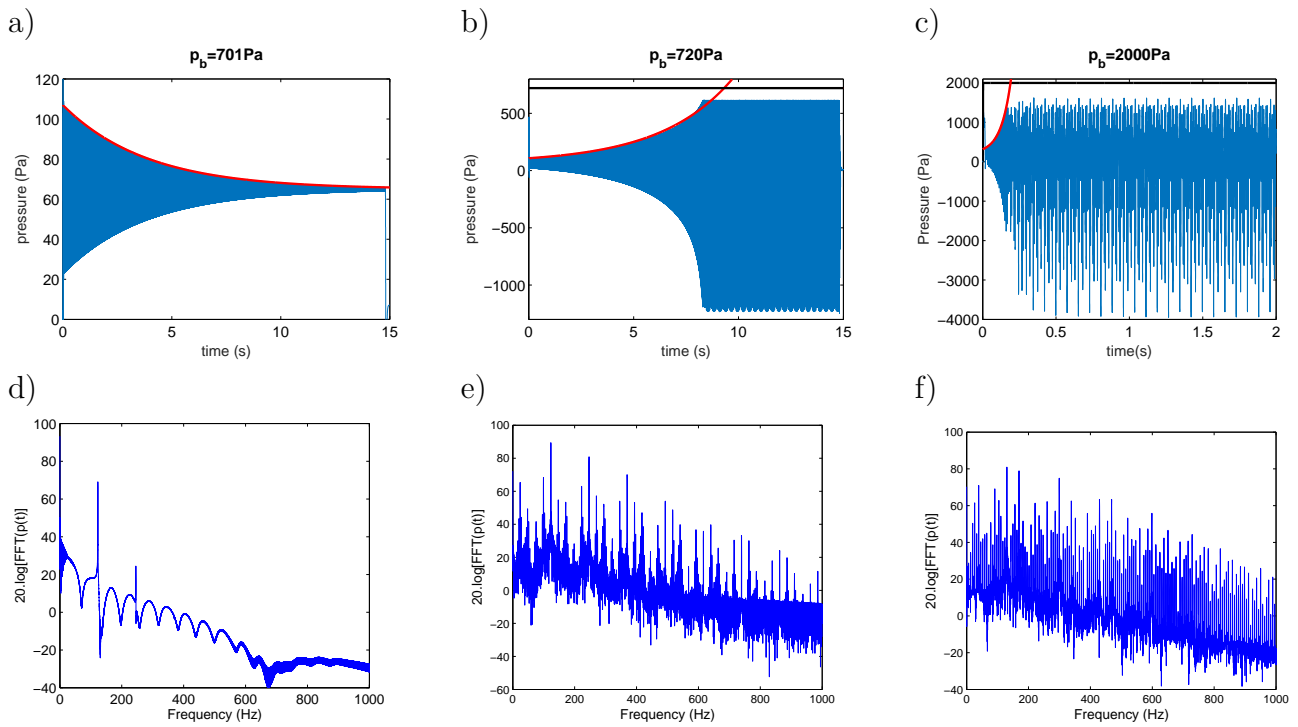 a)
p_b=701Pa
120
100
80
60
40
20
0
pressure (Pa)
0 5 10 15
time (s)
b)
p_b=720Pa
500
0
−500
−1000
pressure (Pa)
0 5 10 15
time (s)
c)
p_b=2000Pa
2000
1000
0
−1000
−2000
−3000
−4000
Pressure (Pa)
0 0.5 1 1.5 2
time(s)
d)
100
80
60
40
20
0
−20
−40
20.log[FFT(p(t)]
0 200 400 600 800 1000
Frequency (Hz)
e)
100
80
60
40
20
0
−20
−40
−60
20.log[FFT(p(t)]
0 200 400 600 800 1000
Frequency (Hz)
f)
100
80
60
40
20
0
−20
−40
20.log[FFT(p(t)]
0 200 400 600 800 1000
Frequency (Hz)